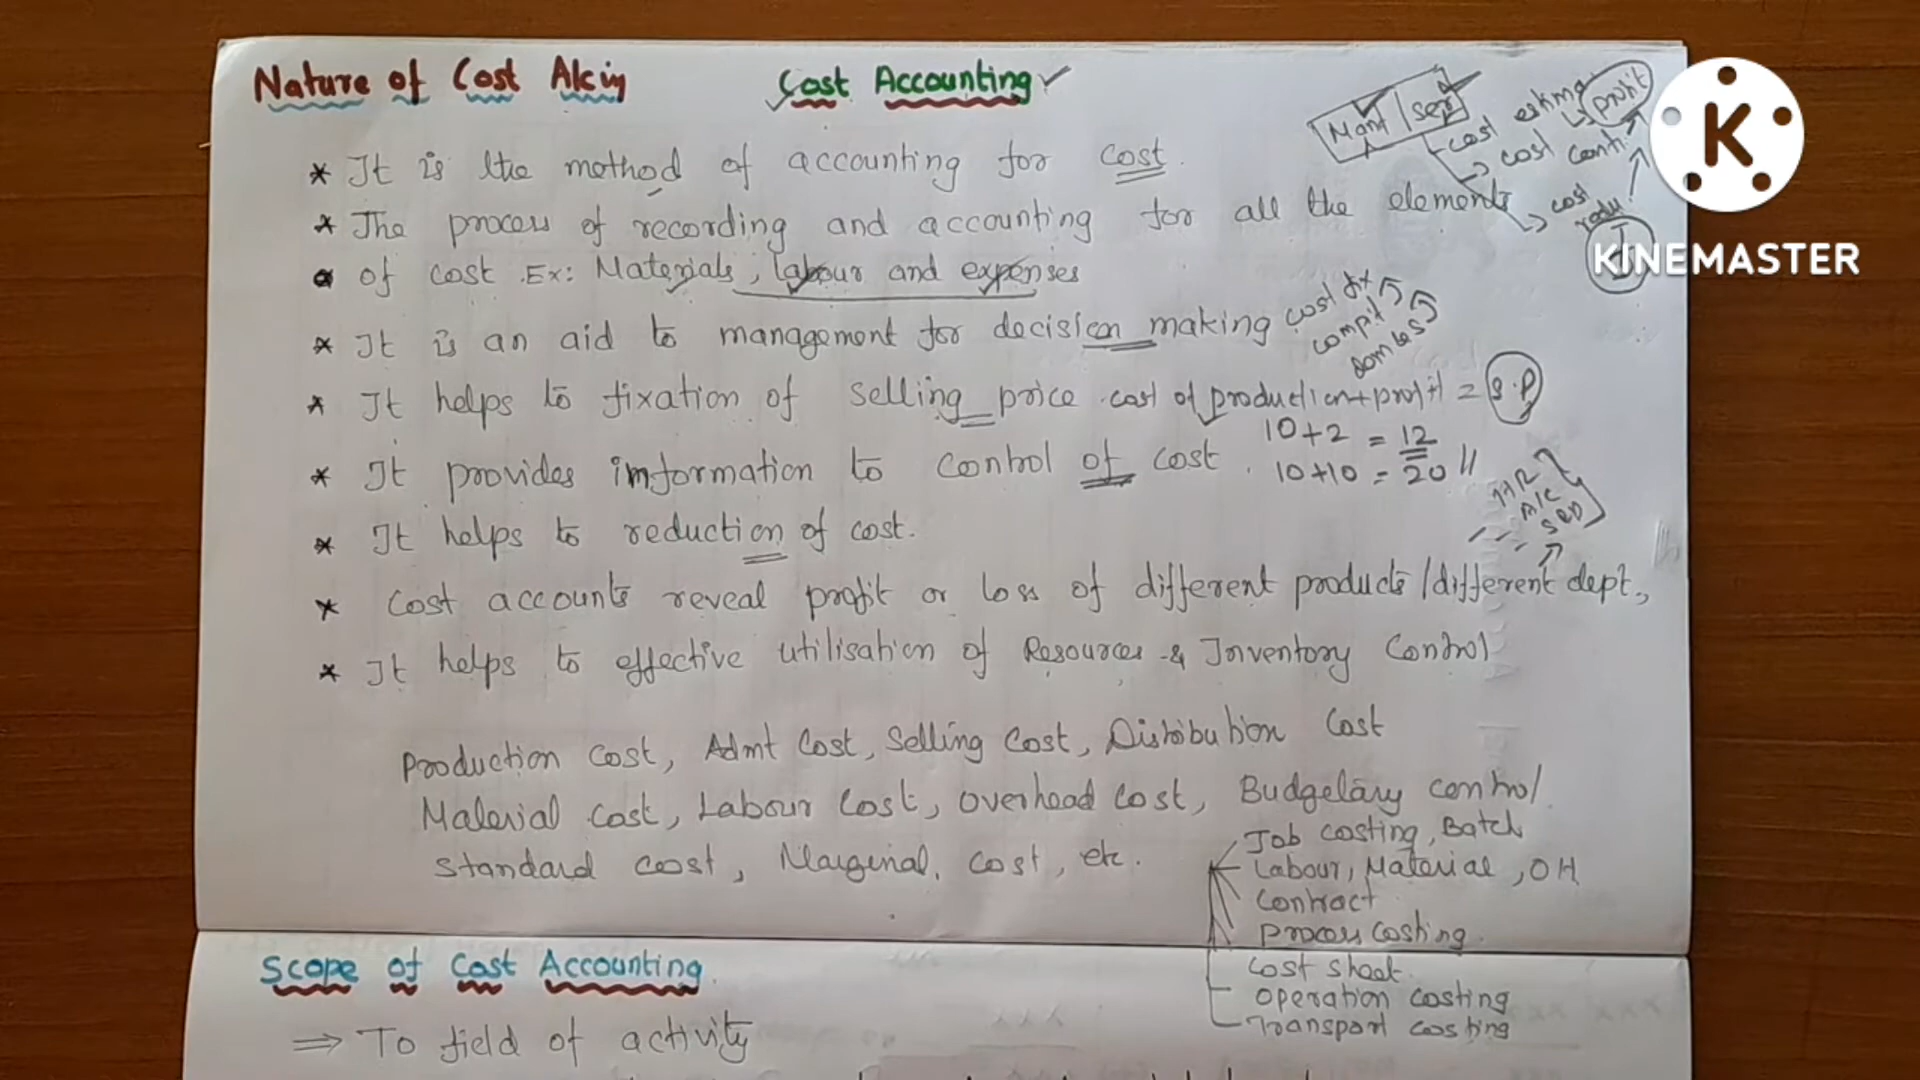 Nature of Cost A/cing
Cost Accounting
Manf / Ser
cost estima
profit
cost cont.
cost redu
K
KINEMASTER
* It is the method of accounting for cost.
* The process of recording and accounting for all the elements
of cost. Ex: Materials, labour and expenses
* It is an aid to management for decision making
* It helps to fixation of selling price
cost of production + profit = S.P
10+2 = 12
10+10 = 20
* It provides information to control of cost.
* It helps to reduction of cost.
A/C
* Cost accounts reveal profit or loss of different products / different dept,
* It helps to effective utilisation of Resources & Inventory Control
Production Cost, Admt Cost, Selling Cost, Distribution Cost
Material Cost, Labour Cost, Overhead Cost, Budgetary control
Standard cost, Marginal cost, etc.
Job costing, Batch
Labour, Material, OH
Contract
Process Costing
Cost sheet
Operation costing
Transport costing
Scope of Cost Accounting
⇒ To field of activity